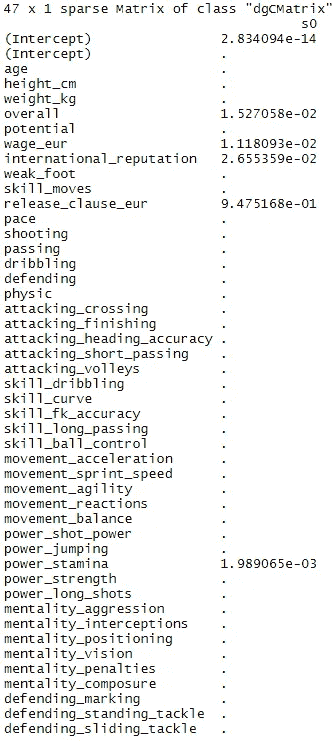 47 x 1 sparse Matrix of class "dgCMatrix"
s0
(Intercept) 2.834094e-14
(Intercept) .
age .
height_cm .
weight_kg .
overall 1.527058e-02
potential .
wage_eur 1.118093e-02
international_reputation 2.655359e-02
weak_foot .
skill_moves .
release_clause_eur 9.475168e-01
pace .
shooting .
passing .
dribbling .
defending .
physic .
attacking_crossing .
attacking_finishing .
attacking_heading_accuracy .
attacking_short_passing .
attacking_volleys .
skill_dribbling .
skill_curve .
skill_fk_accuracy .
skill_long_passing .
skill_ball_control .
movement_acceleration .
movement_sprint_speed .
movement_agility .
movement_reactions .
movement_balance .
power_shot_power .
power_jumping .
power_stamina 1.989065e-03
power_strength .
power_long_shots .
mentality_aggression .
mentality_interceptions .
mentality_positioning .
mentality_vision .
mentality_penalties .
mentality_composure .
defending_marking .
defending_standing_tackle .
defending_sliding_tackle .